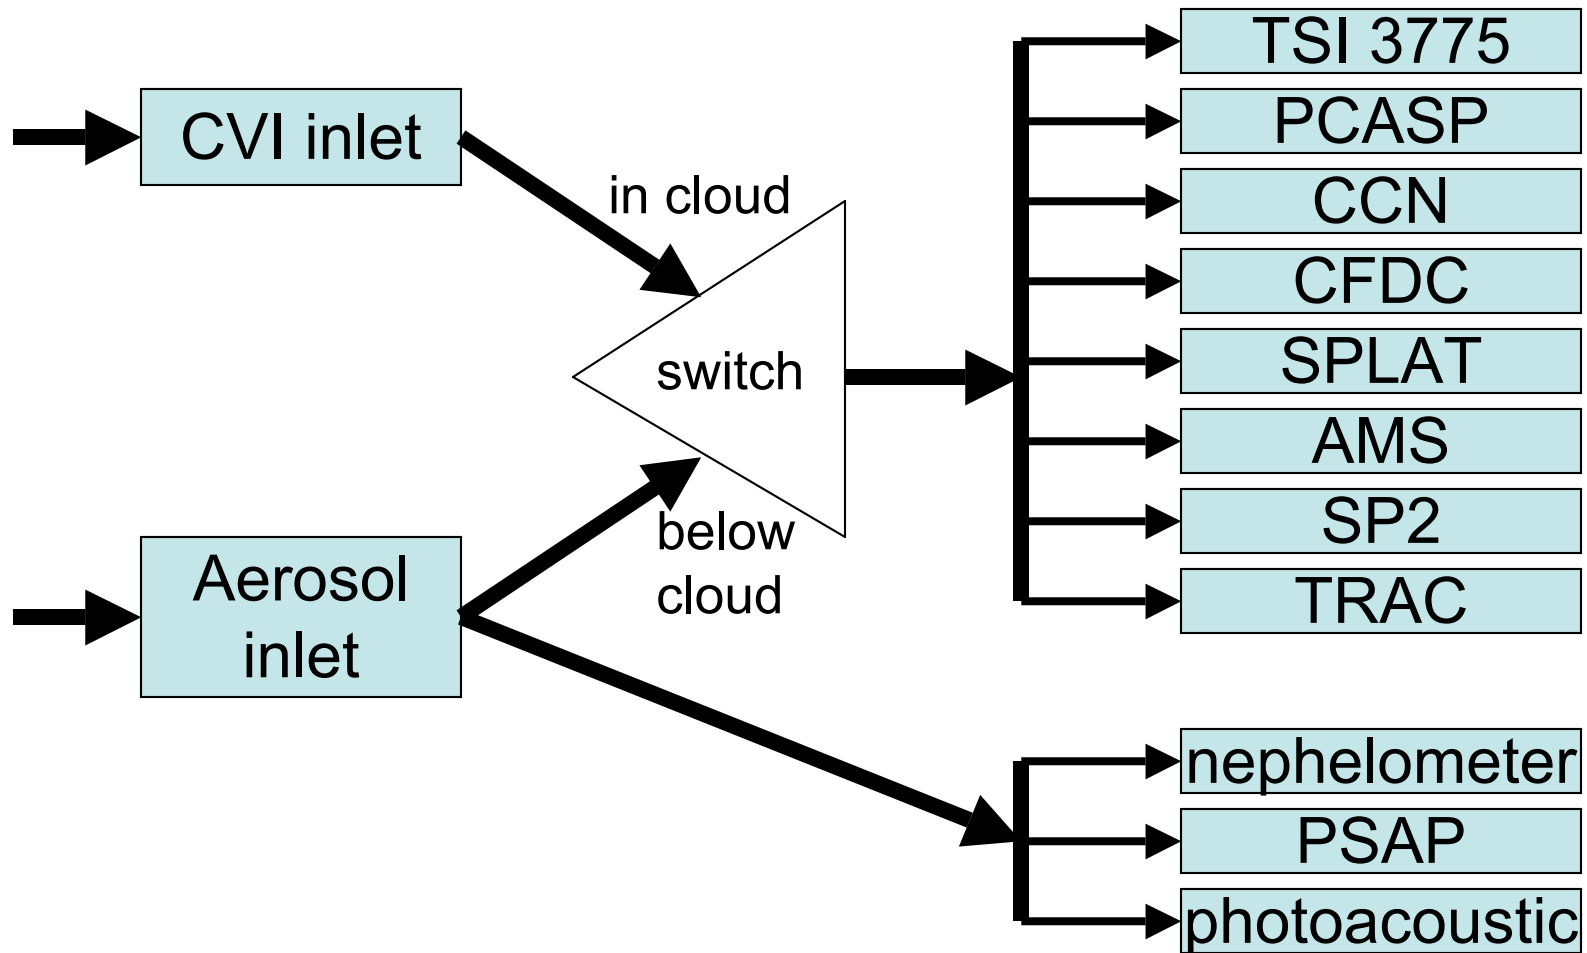 CVI inlet
in cloud
switch
below
cloud
Aerosol
inlet
TSI 3775
PCASP
CCN
CFDC
SPLAT
AMS
SP2
TRAC
nephelometer
PSAP
photoacoustic